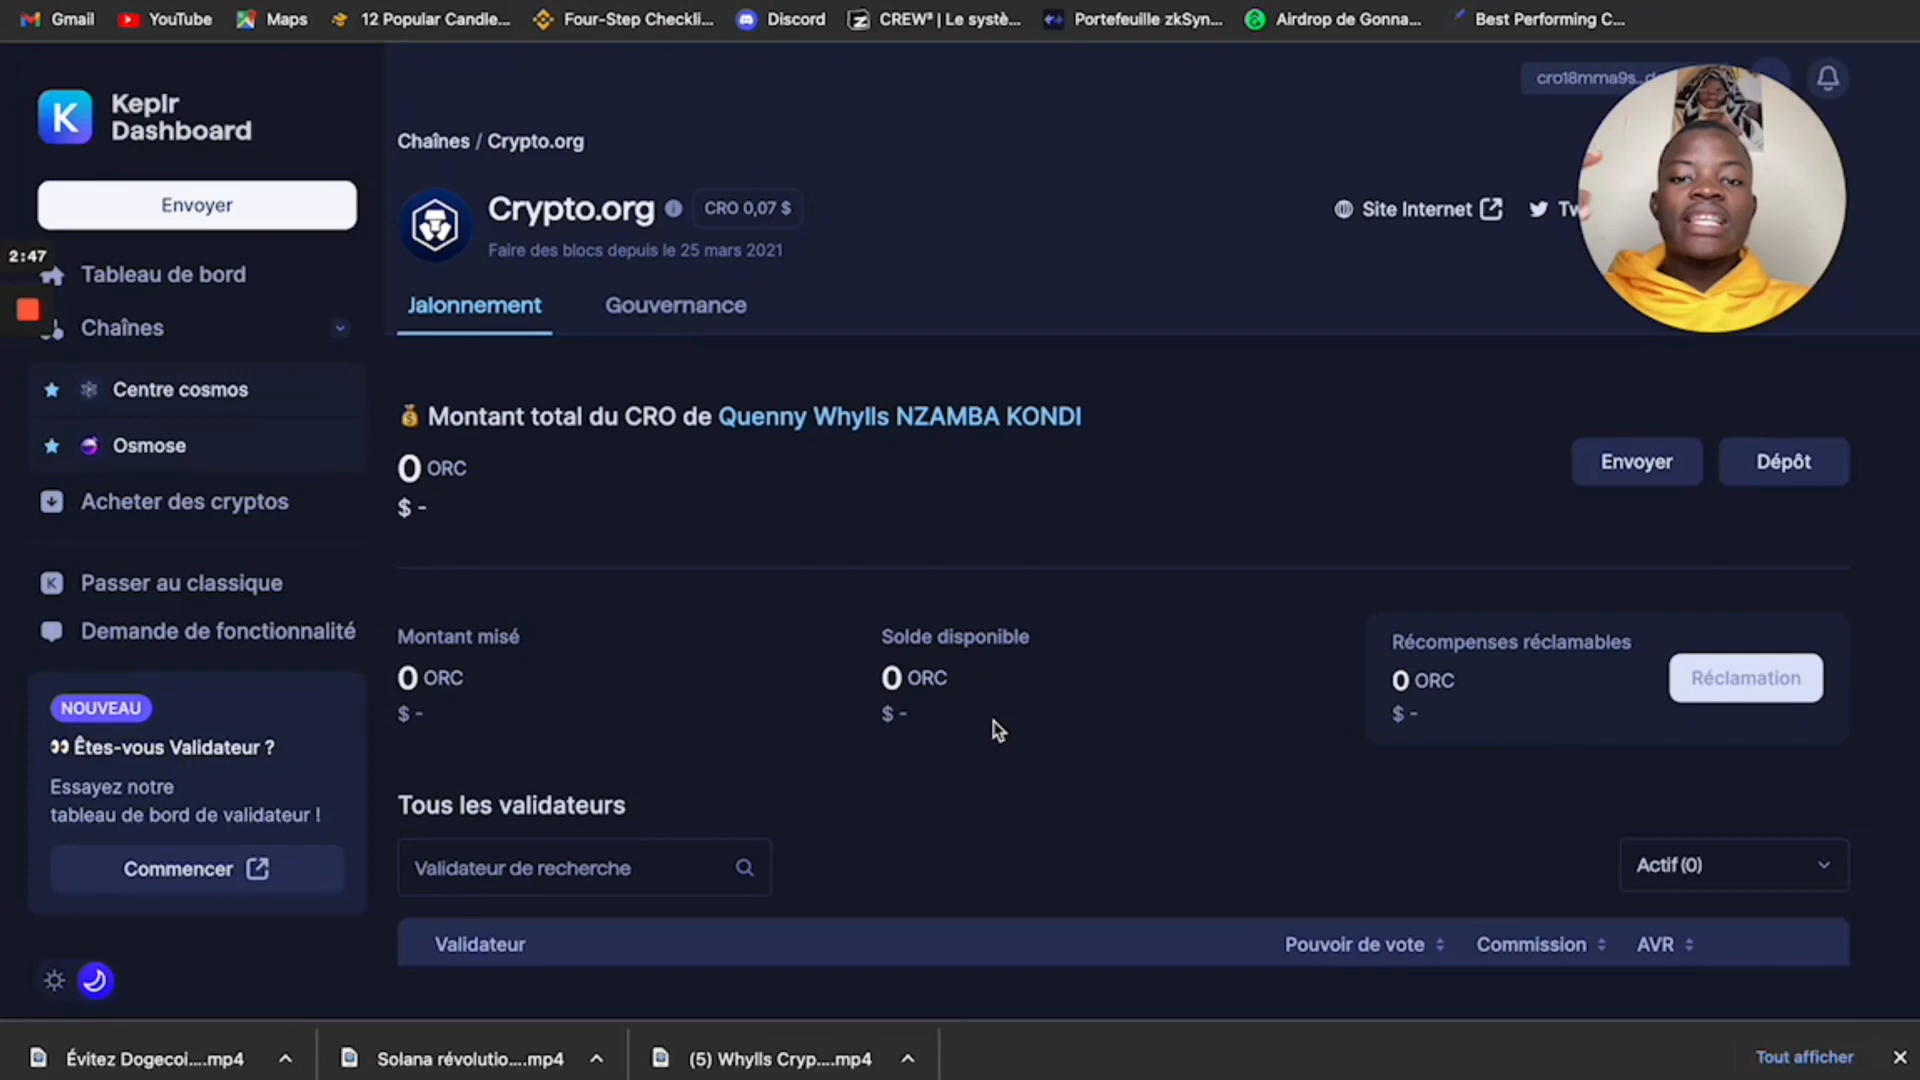 Gmail YouTube Maps 12 Popular Candle... Four-Step Checkli... Discord CREW³ | Le systè... Portefeuille zkSyn... Airdrop de Gonna... Best Performing C...
Keplr
Dashboard
Envoyer
2:47
Tableau de bord
Chaînes
Centre cosmos
Osmose
Acheter des cryptos
Passer au classique
Demande de fonctionnalité
NOUVEAU
Êtes-vous Validateur ?
Essayez notre
tableau de bord de validateur !
Commencer
cro18mma9s..
Chaînes / Crypto.org
Crypto.org CRO 0,07 $
Faire des blocs depuis le 25 mars 2021
Site Internet Tw
Jalonnement Gouvernance
Montant total du CRO de Quenny Whylls NZAMBA KONDI
0 ORC
$ -
Envoyer Dépôt
Montant misé
0 ORC
$ -
Solde disponible
0 ORC
$ -
Récompenses réclamables
0 ORC
$ -
Réclamation
Tous les validateurs
Validateur de recherche
Actif (0)
Validateur Pouvoir de vote Commission AVR
Évitez Dogecoi....mp4 Solana révolutio....mp4 (5) Whylls Cryp....mp4 Tout afficher